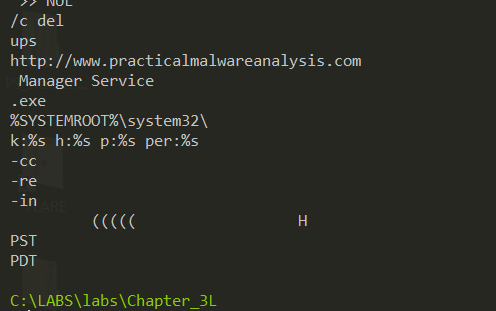 >> NUL
/c del
ups
http://www.practicalmalwareanalysis.com
Manager Service
.exe
%SYSTEMROOT%\system32\
k:%s h:%s p:%s per:%s
-cc
-re
-in
(((((                  H
PST
PDT
C:\LABS\labs\Chapter_3L